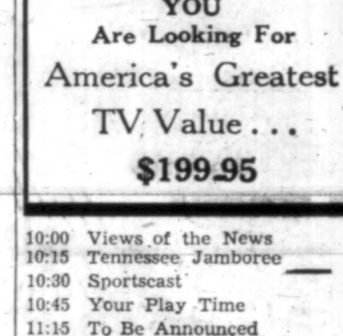 YOU
Are Looking For
America's Greatest
TV Value...
$199.95
10:00 Views of the News
10:15 Tennessee Jamboree
10:30 Sportscast
10:45 Your Play Time
11:15 To Be Announced